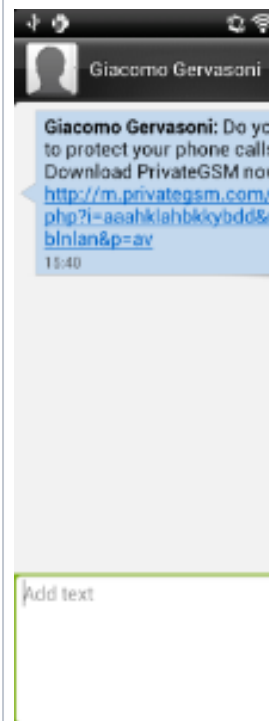 Giacomo Gervasoni
Giacomo Gervasoni: Do yo
to protect your phone calls
Download PrivateGSM now
http://m.privategsm.com/
php?i=aaahklahbkkybdd&
blnlan&p=av
15:40
Add text